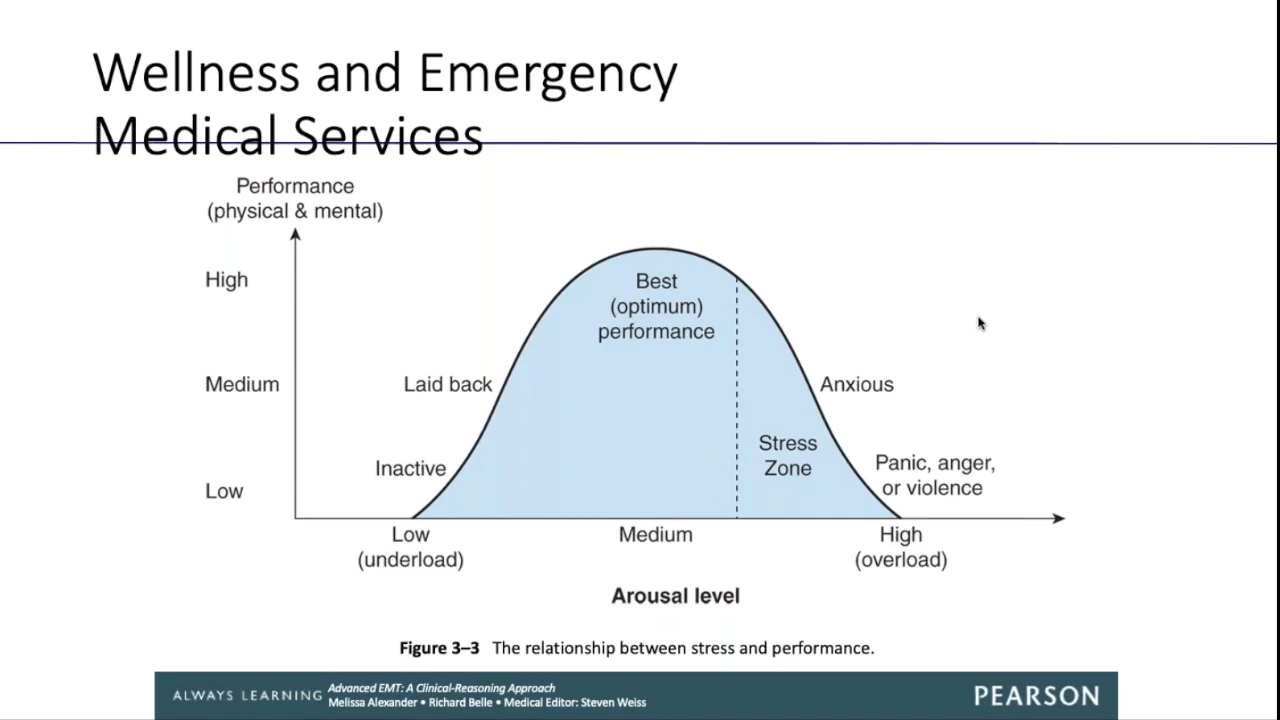 Wellness and Emergency
Medical Services
Performance
(physical & mental)
High
Best
(optimum)
performance
Medium
Laid back
Anxious
Stress
Zone
Inactive
Panic, anger,
or violence
Low
Low
(underload)
Medium
High
(overload)
Arousal level
Figure 3–3 The relationship between stress and performance.
ALWAYS LEARNING
Advanced EMT: A Clinical-Reasoning Approach
Melissa Alexander • Richard Belle • Medical Editor: Steven Weiss
PEARSON